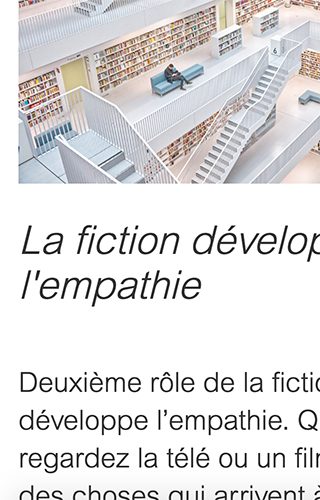 6
La fiction dévelop
l'empathie
Deuxième rôle de la fictio
développe l’empathie. Q
regardez la télé ou un film
des choses qui arrivent à